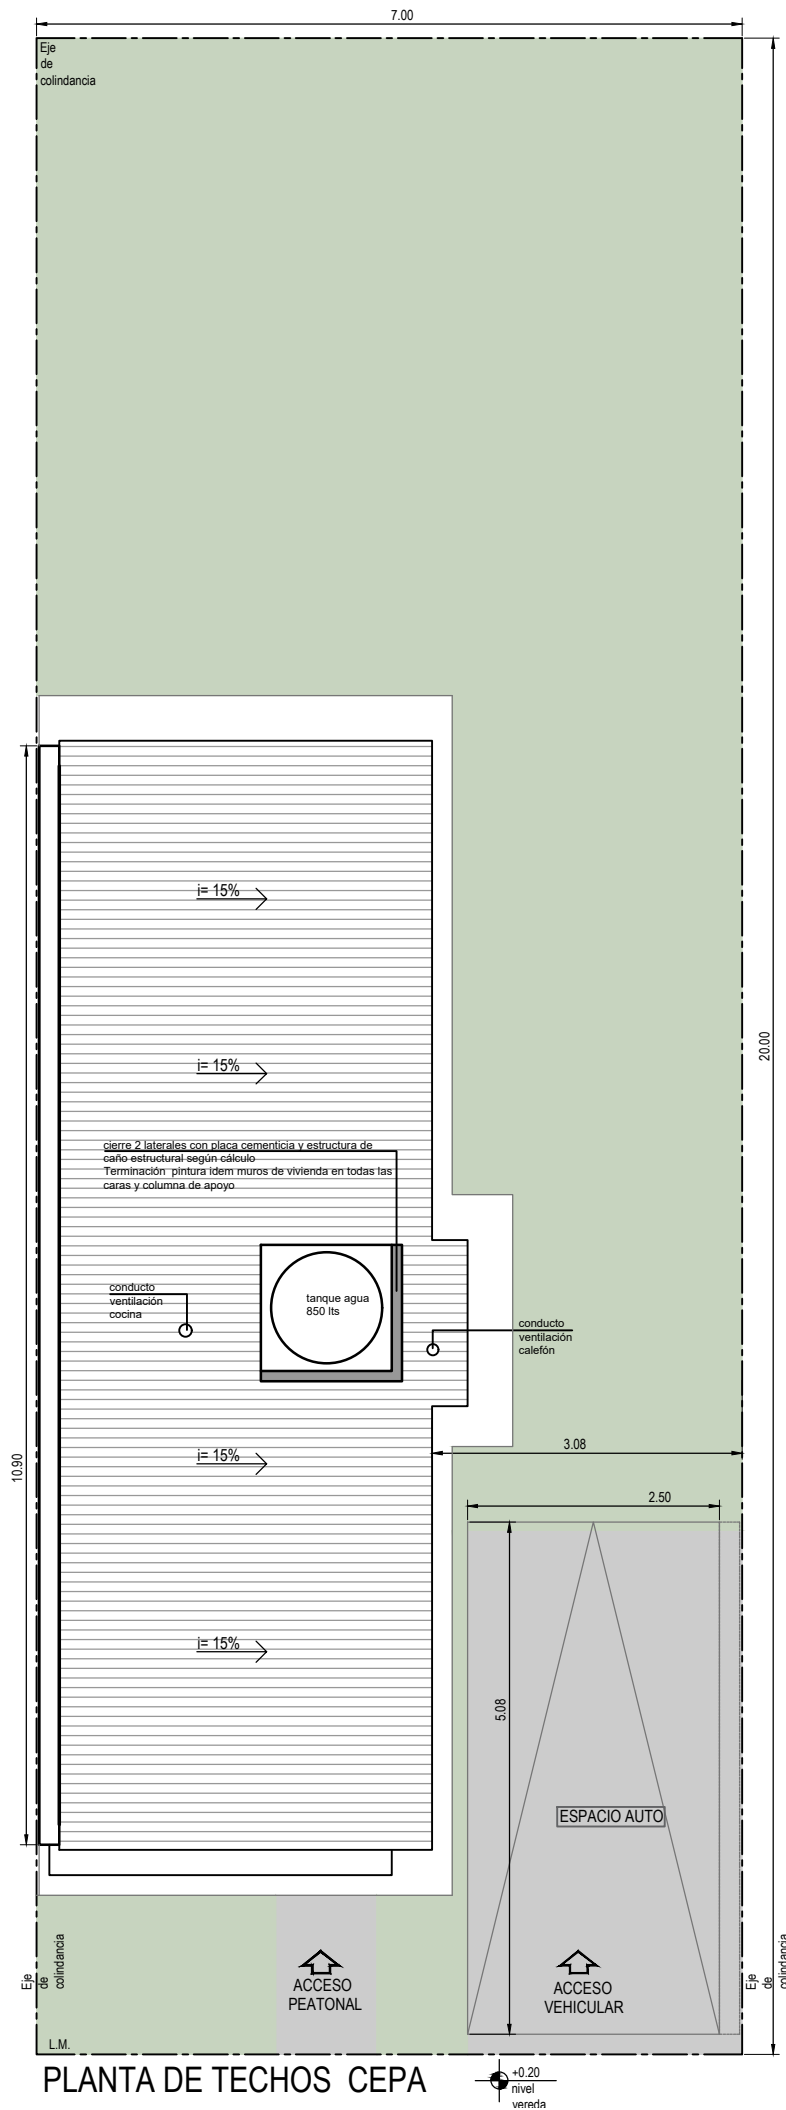 7.00
Eje
de
colindancia
20.00
i= 15%
i= 15%
cierre 2 laterales con placa cementicia y estructura de
caño estructural según cálculo
Terminación pintura idem muros de vivienda en todas las
caras y columna de apoyo
conducto
ventilación
cocina
tanque agua
850 lts
conducto
ventilación
calefón
10.90
3.08
i= 15%
2.50
i= 15%
5.08
ESPACIO AUTO
Eje
de
colindancia
ACCESO
PEATONAL
ACCESO
VEHICULAR
Eje
de
colindancia
L.M.
PLANTA DE TECHOS CEPA
+0.20
nivel
vereda